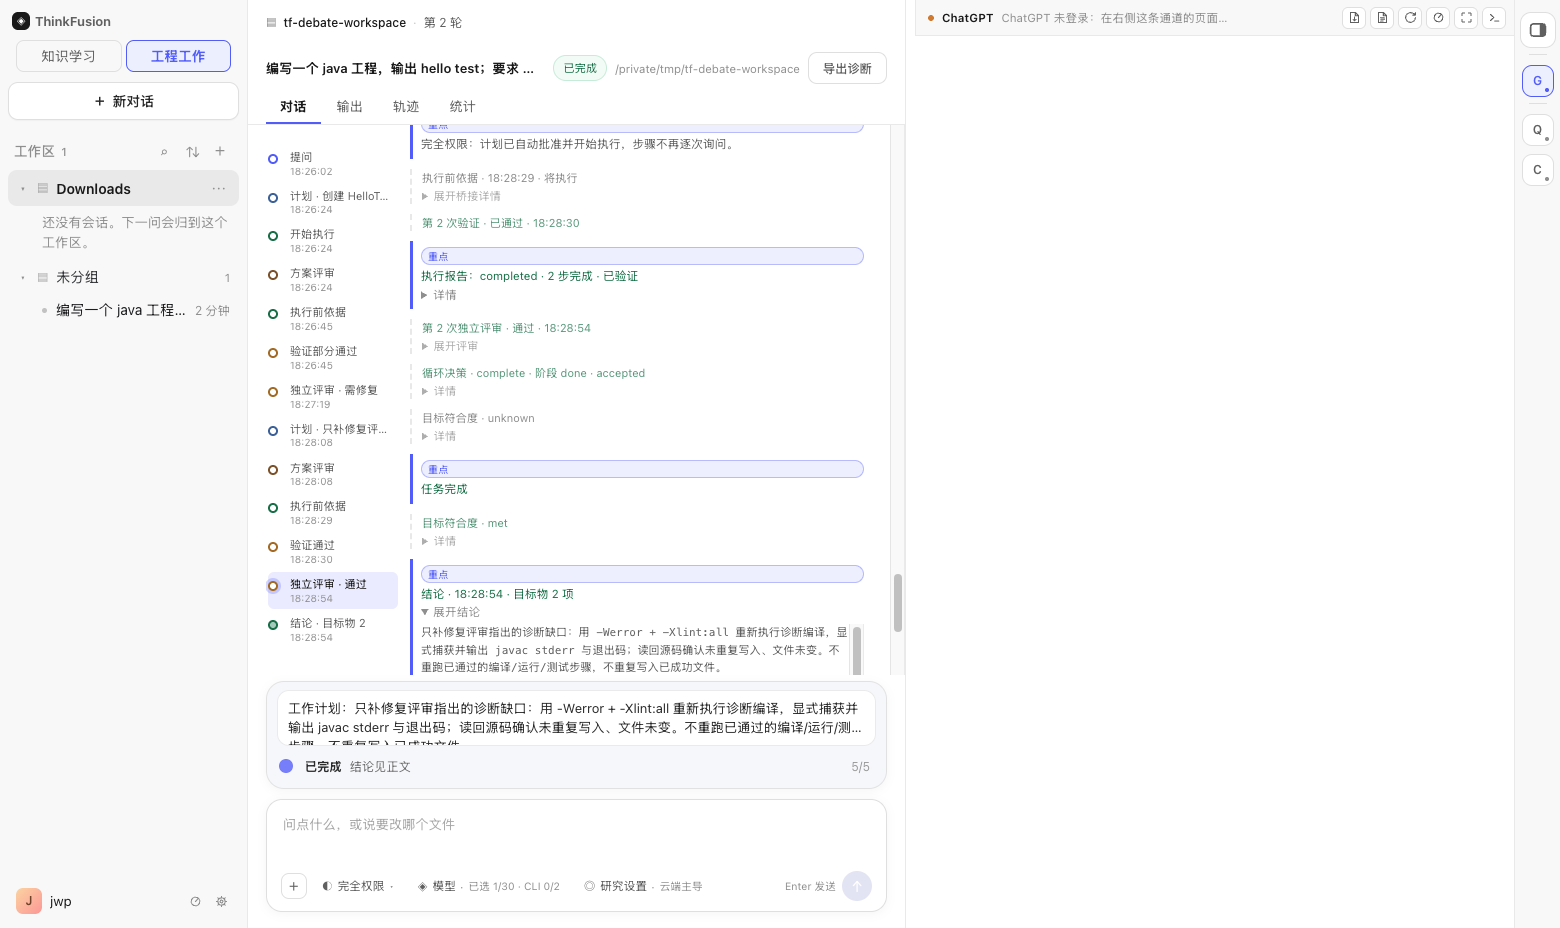 ThinkFusion
知识学习
工程工作
+ 新对话
工作区 1
Downloads
还没有会话。下一问会归到这个
工作区。
未分组 1
编写一个 java 工程... 2 分钟
J jwp
tf-debate-workspace · 第 2 轮
编写一个 java 工程，输出 hello test；要求 ...
已完成
/private/tmp/tf-debate-workspace
导出诊断
对话 输出 轨迹 统计
提问
18:26:02
计划 · 创建 HelloT...
18:26:24
开始执行
18:26:24
方案评审
18:26:24
执行前依据
18:26:45
验证部分通过
18:26:45
独立评审 · 需修复
18:27:19
计划 · 只补修复评...
18:28:08
方案评审
18:28:08
执行前依据
18:28:29
验证通过
18:28:30
独立评审 · 通过
18:28:54
结论 · 目标物 2
18:28:54
重点
完全权限：计划已自动批准并开始执行，步骤不再逐次询问。
执行前依据 · 18:28:29 · 将执行
展开桥接详情
第 2 次验证 · 已通过 · 18:28:30
重点
执行报告：completed · 2 步完成 · 已验证
详情
第 2 次独立评审 · 通过 · 18:28:54
展开评审
循环决策 · complete · 阶段 done · accepted
详情
目标符合度 · unknown
详情
重点
任务完成
目标符合度 · met
详情
重点
结论 · 18:28:54 · 目标物 2 项
展开结论
只补修复评审指出的诊断缺口：用 -Werror + -Xlint:all 重新执行诊断编译，显
式捕获并输出 javac stderr 与退出码；读回源码确认未重复写入、文件未变。不
重跑已通过的编译/运行/测试步骤，不重复写入已成功文件。
工作计划：只补修复评审指出的诊断缺口：用 -Werror + -Xlint:all 重新执行诊断编译，显式捕获并
输出 javac stderr 与退出码；读回源码确认未重复写入、文件未变。不重跑已通过的编译/运行/测...
步骤，不重复写入已成功文件。
已完成 结论见正文 5/5
问点什么，或说要改哪个文件
+ 完全权限 · 模型 · 已选 1/30 · CLI 0/2 研究设置 · 云端主导 Enter 发送
ChatGPT ChatGPT 未登录：在右侧这条通道的页面...
G
Q
C